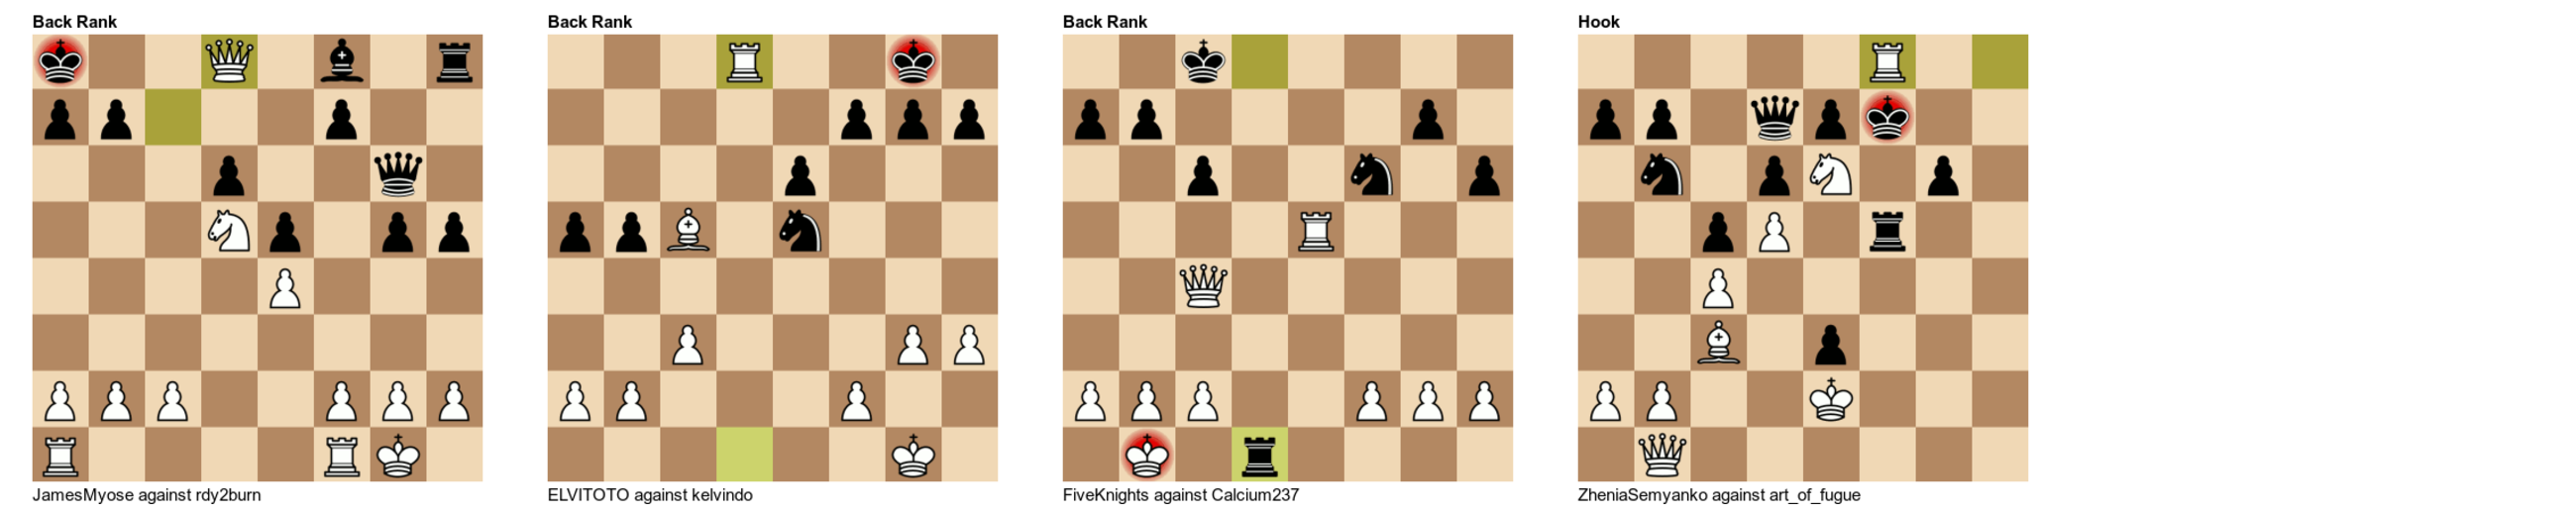 Back Rank
Back Rank
Back Rank
Hook
JamesMyose against rdy2burn
ELVITOTO against kelvindo
FiveKnights against Calcium237
ZheniaSemyanko against art_of_fugue